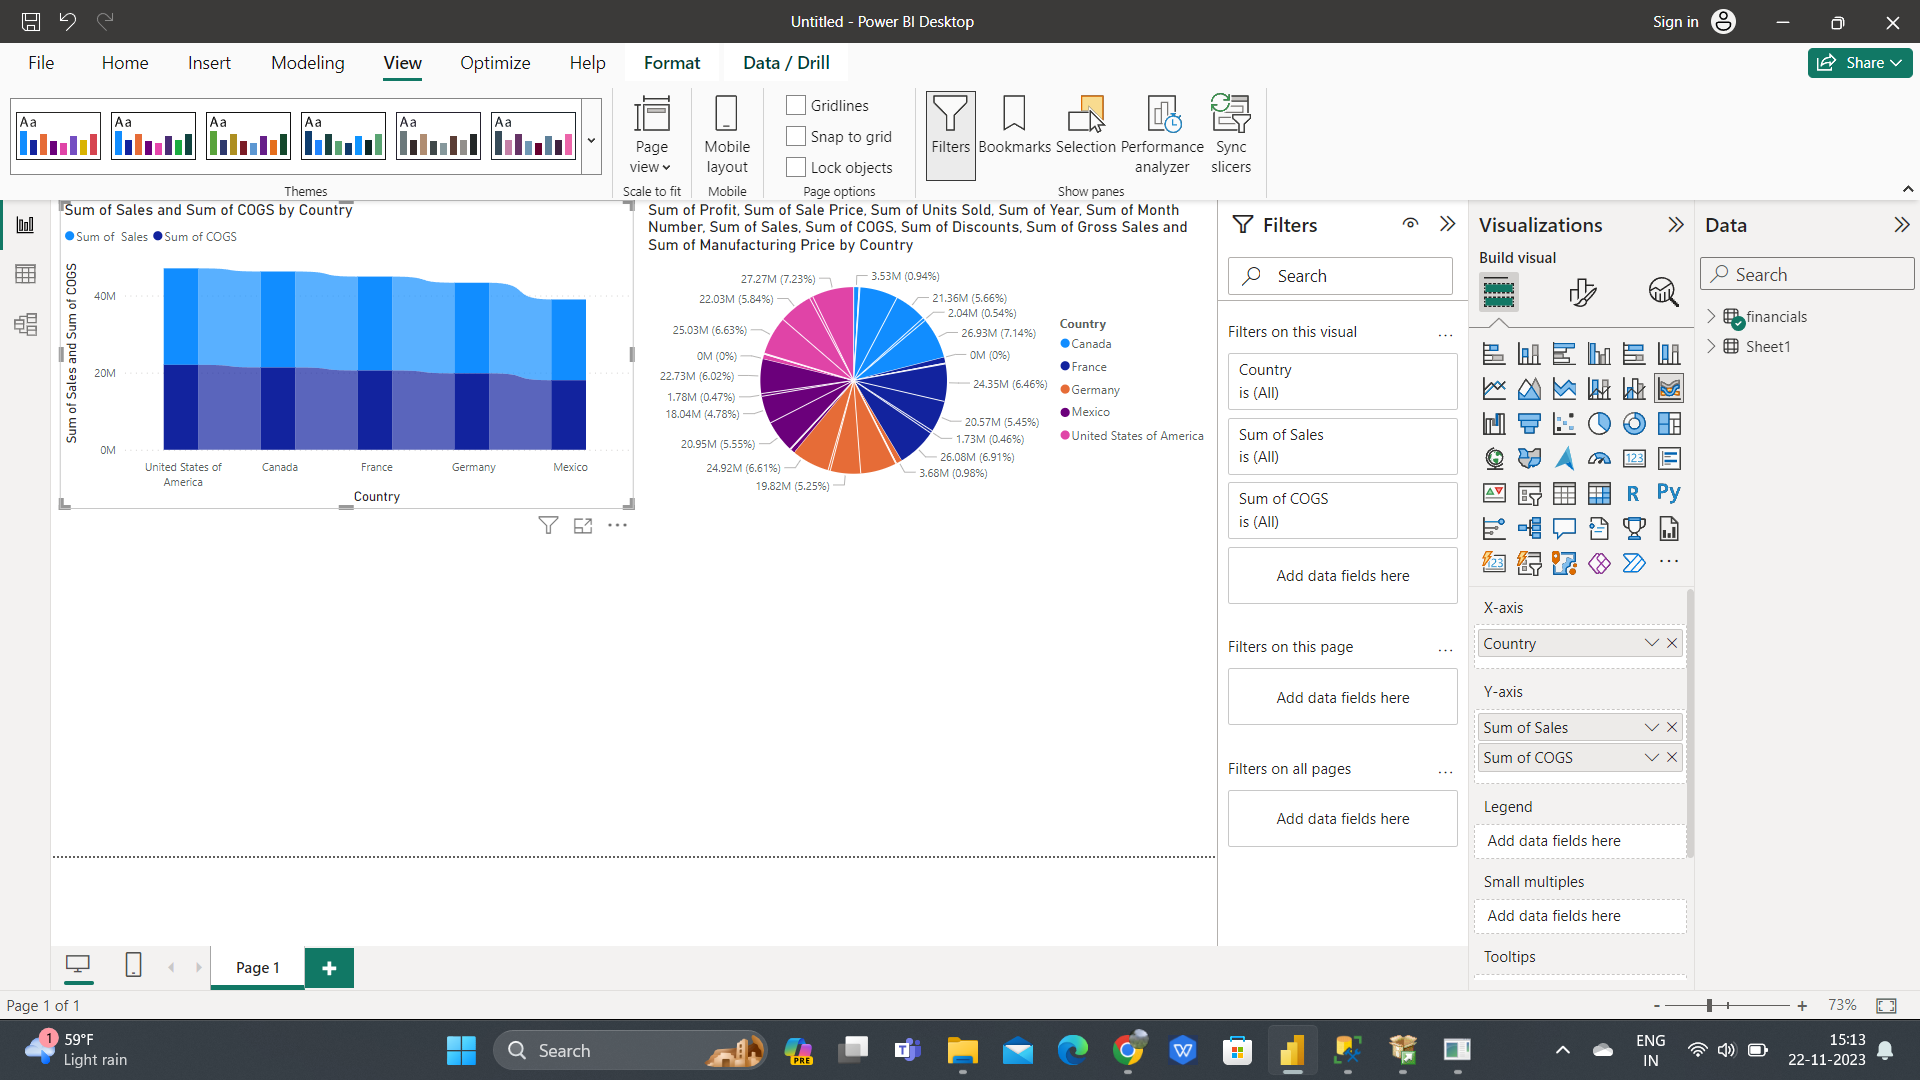 Untitled - Power BI Desktop
Sign in
File Home Insert Modeling View Optimize Help Format Data / Drill
Share
Aa Aa Aa Aa Aa Aa
Themes
Page view
Scale to fit
Mobile layout
Mobile
Gridlines
Snap to grid
Lock objects
Page options
Filters
Bookmarks
Selection
Performance analyzer
Sync slicers
Show panes
Sum of Sales and Sum of COGS by Country
Sum of Sales Sum of COGS
Sum of Sales and Sum of COGS
40M
20M
0M
United States of America
Canada
France
Germany
Mexico
Country
Sum of Profit, Sum of Sale Price, Sum of Units Sold, Sum of Year, Sum of Month
Number, Sum of Sales, Sum of COGS, Sum of Discounts, Sum of Gross Sales and
Sum of Manufacturing Price by Country
3.53M (0.94%)
21.36M (5.66%)
2.04M (0.54%)
26.93M (7.14%)
0M (0%)
24.35M (6.46%)
20.57M (5.45%)
1.73M (0.46%)
26.08M (6.91%)
3.68M (0.98%)
19.82M (5.25%)
24.92M (6.61%)
20.95M (5.55%)
18.04M (4.78%)
1.78M (0.47%)
22.73M (6.02%)
0M (0%)
25.03M (6.63%)
22.03M (5.84%)
27.27M (7.23%)
Country
Canada
France
Germany
Mexico
United States of America
Filters
Search
Filters on this visual
Country
is (All)
Sum of Sales
is (All)
Sum of COGS
is (All)
Add data fields here
Filters on this page
Add data fields here
Filters on all pages
Add data fields here
Visualizations
Build visual
123
R
Py
123
X-axis
Country
Y-axis
Sum of Sales
Sum of COGS
Legend
Add data fields here
Small multiples
Add data fields here
Tooltips
Data
Search
financials
Sheet1
Page 1
Page 1 of 1
- + 73%
1
59°F
Light rain
Search
PRE
ENG
IN
15:13
22-11-2023